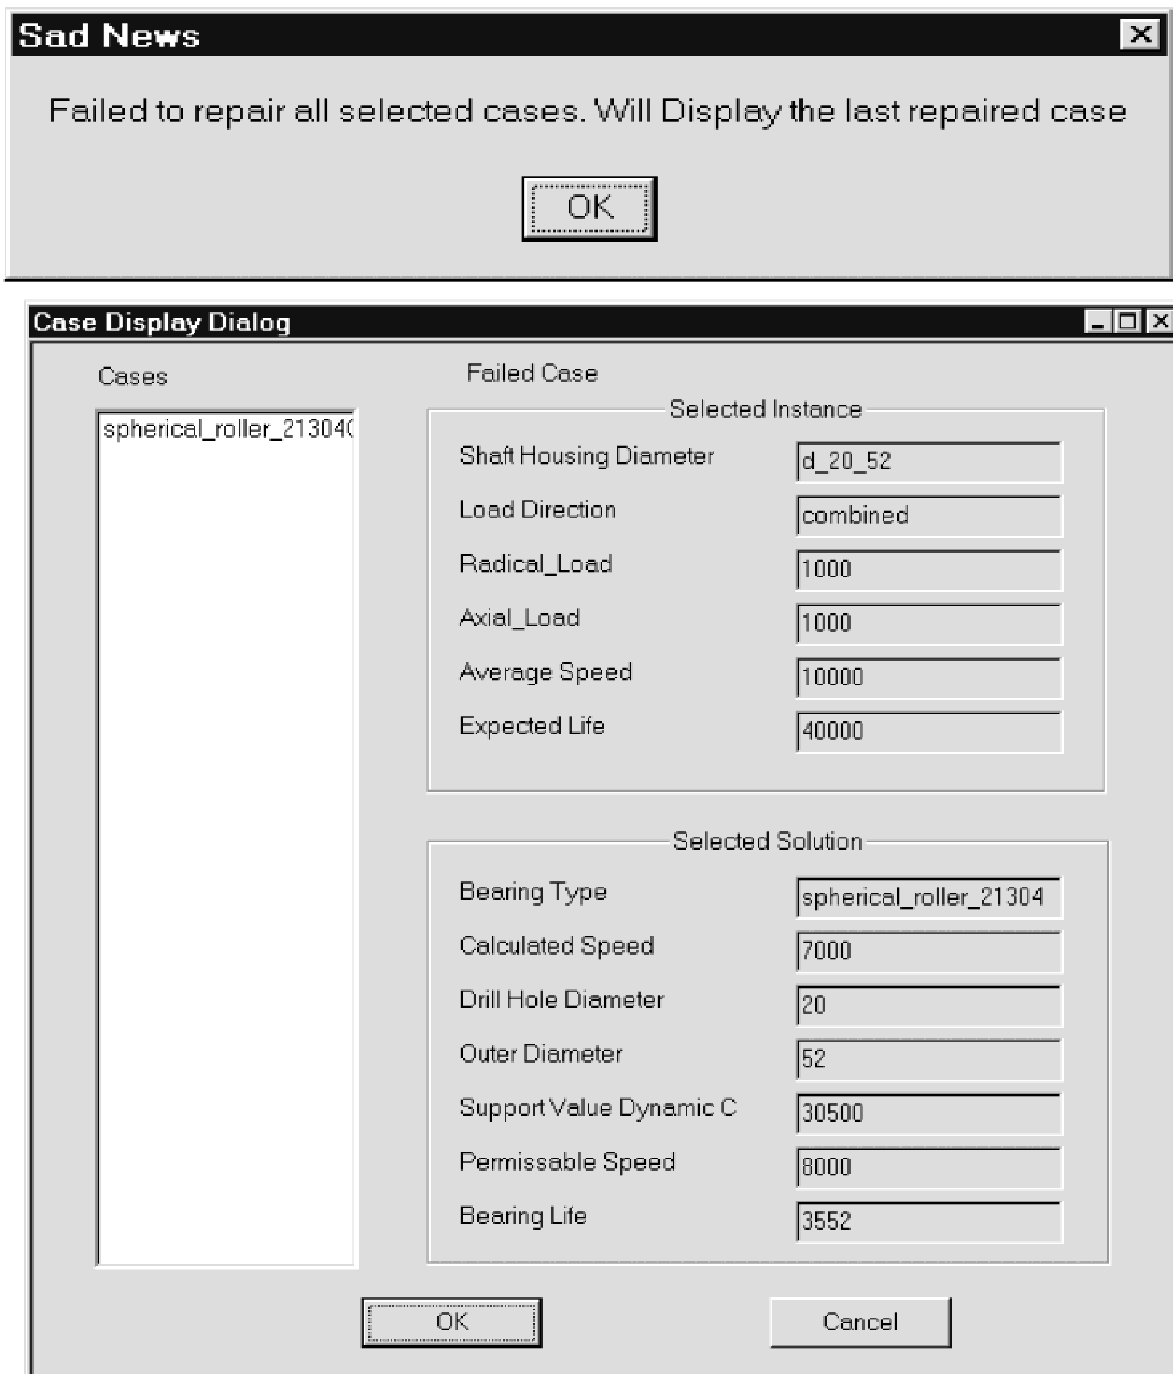 Sad News
Failed to repair all selected cases. Will Display the last repaired case
OK
Case Display Dialog
Cases
Failed Case
spherical_roller_21304
Selected Instance
Shaft Housing Diameter d_20_52
Load Direction combined
Radical_Load 1000
Axial_Load 1000
Average Speed 10000
Expected Life 40000
Selected Solution
Bearing Type spherical_roller_21304
Calculated Speed 7000
Drill Hole Diameter 20
Outer Diameter 52
Support Value Dynamic C 30500
Permissable Speed 8000
Bearing Life 3552
OK Cancel